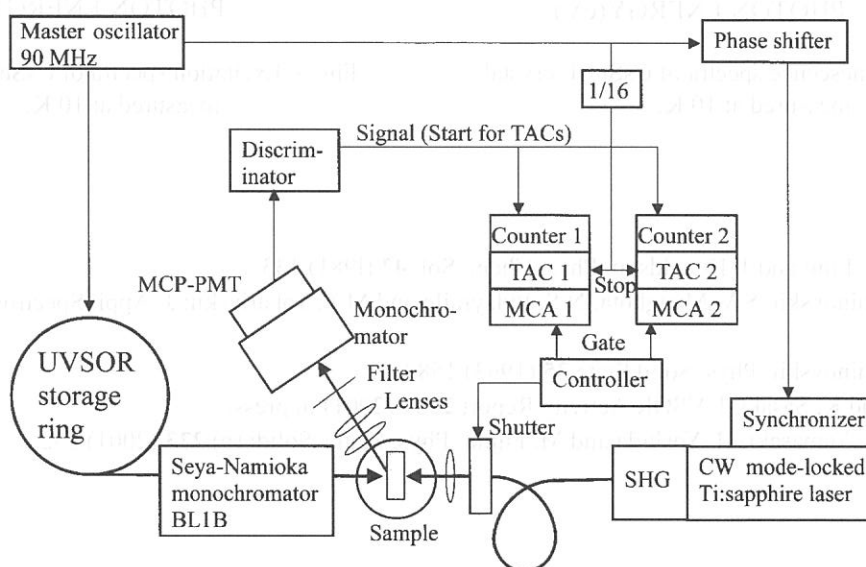 Master oscillator
90 MHz
Phase shifter
1/16
Signal (Start for TACs)
Discrim-
inator
Counter 1
Counter 2
TAC 1
TAC 2
Stop
MCA 1
MCA 2
MCP-PMT
Monochro-
mator
Gate
Filter
Lenses
Controller
UVSOR
storage
ring
Synchronizer
Shutter
Seya-Namioka
monochromator
BL1B
SHG
CW mode-locked
Ti:sapphire laser
Sample